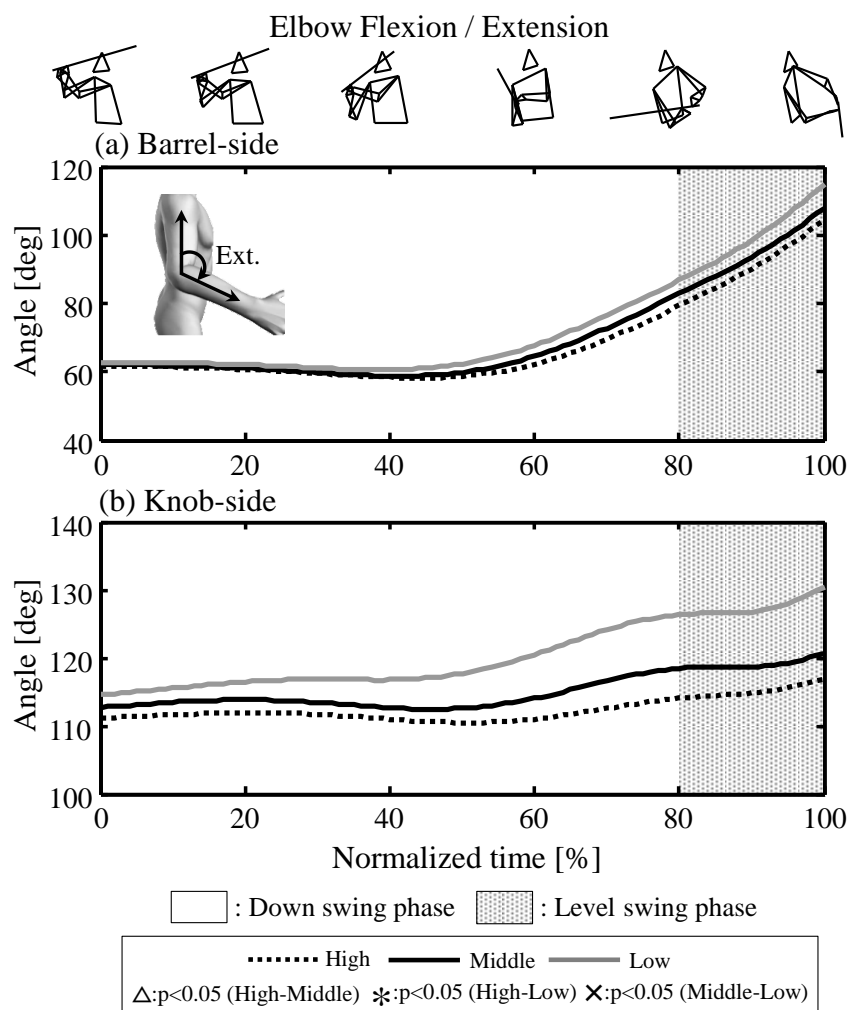 Elbow Flexion / Extension
(a) Barrel-side
120
100
80
60
40
Angle [deg]
Ext.
0 20 40 60 80 100
(b) Knob-side
140
130
120
110
100
Angle [deg]
0 20 40 60 80 100
Normalized time [%]
: Down swing phase : Level swing phase
High Middle Low
△:p<0.05 (High-Middle) *:p<0.05 (High-Low) ×:p<0.05 (Middle-Low)